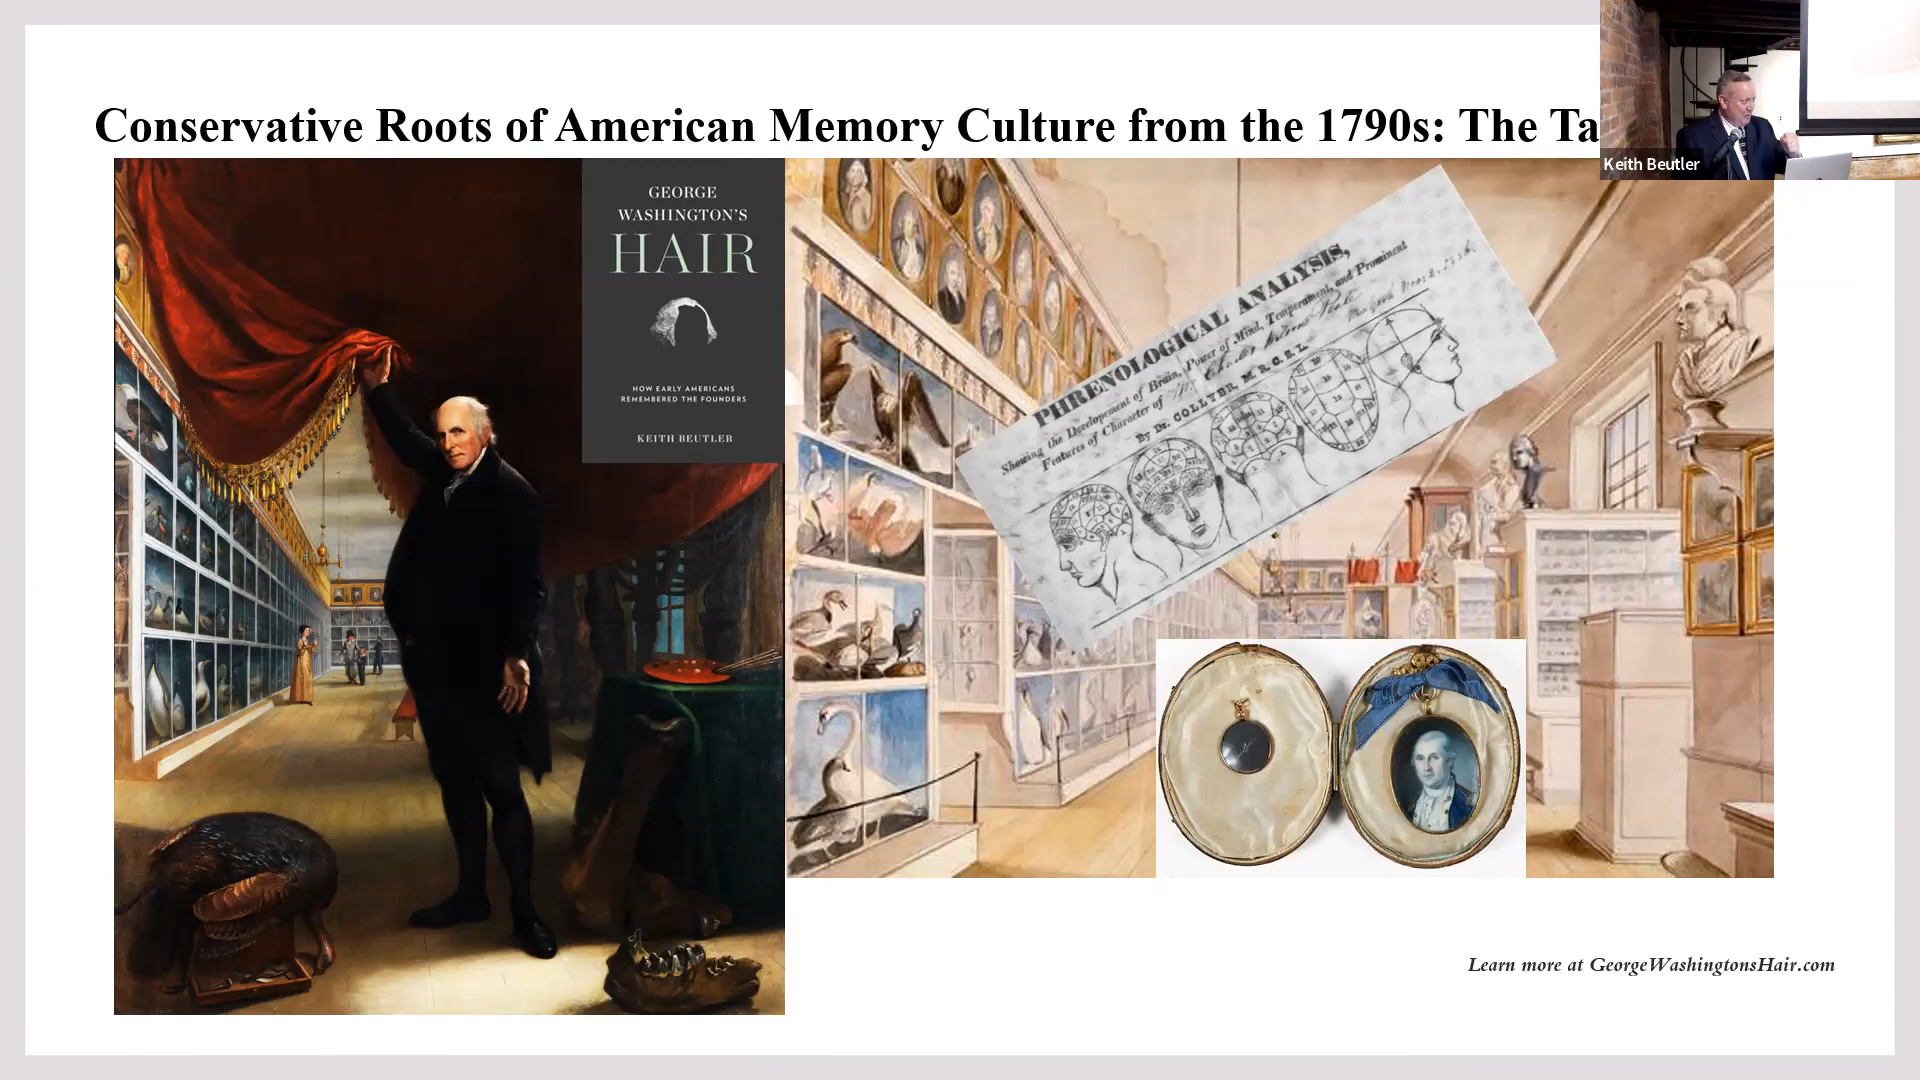 Conservative Roots of American Memory Culture from the 1790s: The Ta
Keith Beutler
GEORGE
WASHINGTON'S
HAIR
HOW EARLY AMERICANS
REMEMBERED THE FOUNDERS
KEITH BEUTLER
PHRENOLOGICAL ANALYSIS,
Showing the Developement of Brain, Power of Mind, Temperament, and Prominent
Features of Character of
By Dr. COLLYER, M. R. C. S. L.
Learn more at GeorgeWashingtonsHair.com